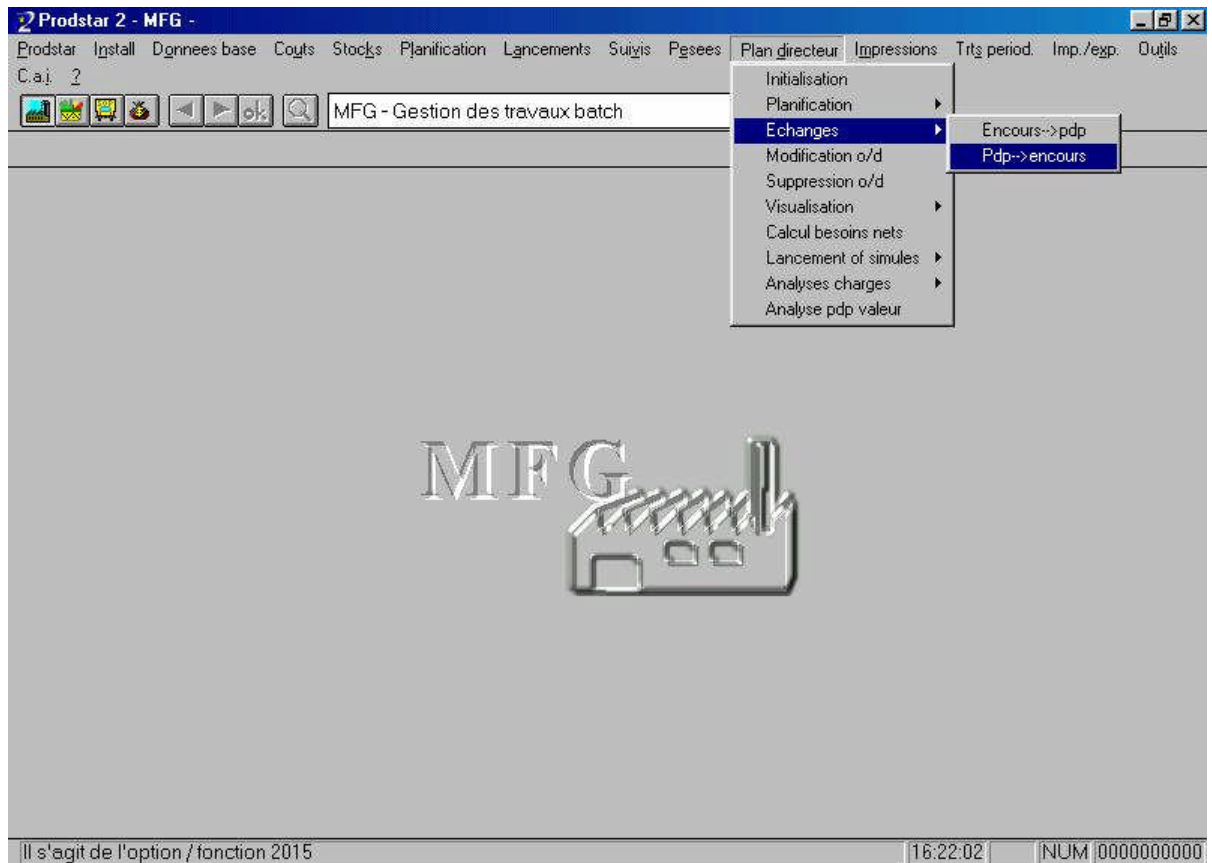 Prodstar 2 - MFG -
Prodstar Install Donnees base Couts Stocks Planification Lancements Suivis Pesees Plan directeur Impressions Trts period. Imp./exp. Outils
C.a.j. ?
ok
MFG - Gestion des travaux batch
Initialisation
Planification
Echanges
Encours-->pdp
Modification o/d
Pdp-->encours
Suppression o/d
Visualisation
Calcul besoins nets
Lancement of simules
Analyses charges
Analyse pdp valeur
MFG
Il s'agit de l'option / fonction 2015 16:22:02 NUM 0000000000